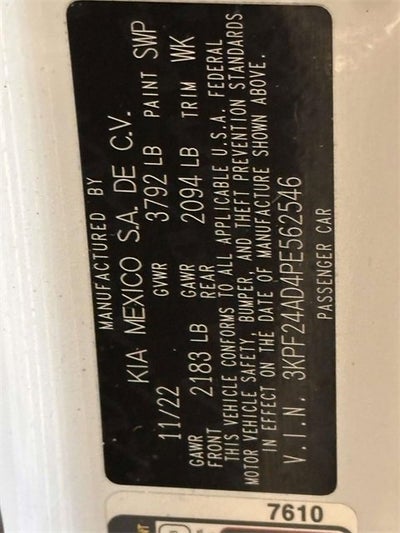 MANUFACTURED BY
KIA MEXICO S.A. DE C.V.
11/22 GVWR 3792 LB PAINT SWP
GAWR FRONT 2183 LB GAWR REAR 2094 LB TRIM WK
THIS VEHICLE CONFORMS TO ALL APPLICABLE U.S.A. FEDERAL
MOTOR VEHICLE SAFETY, BUMPER, AND THEFT PREVENTION STANDARDS
IN EFFECT ON THE DATE OF MANUFACTURE SHOWN ABOVE.
V.I.N. 3KPF24AD4PE562546
PASSENGER CAR
7610